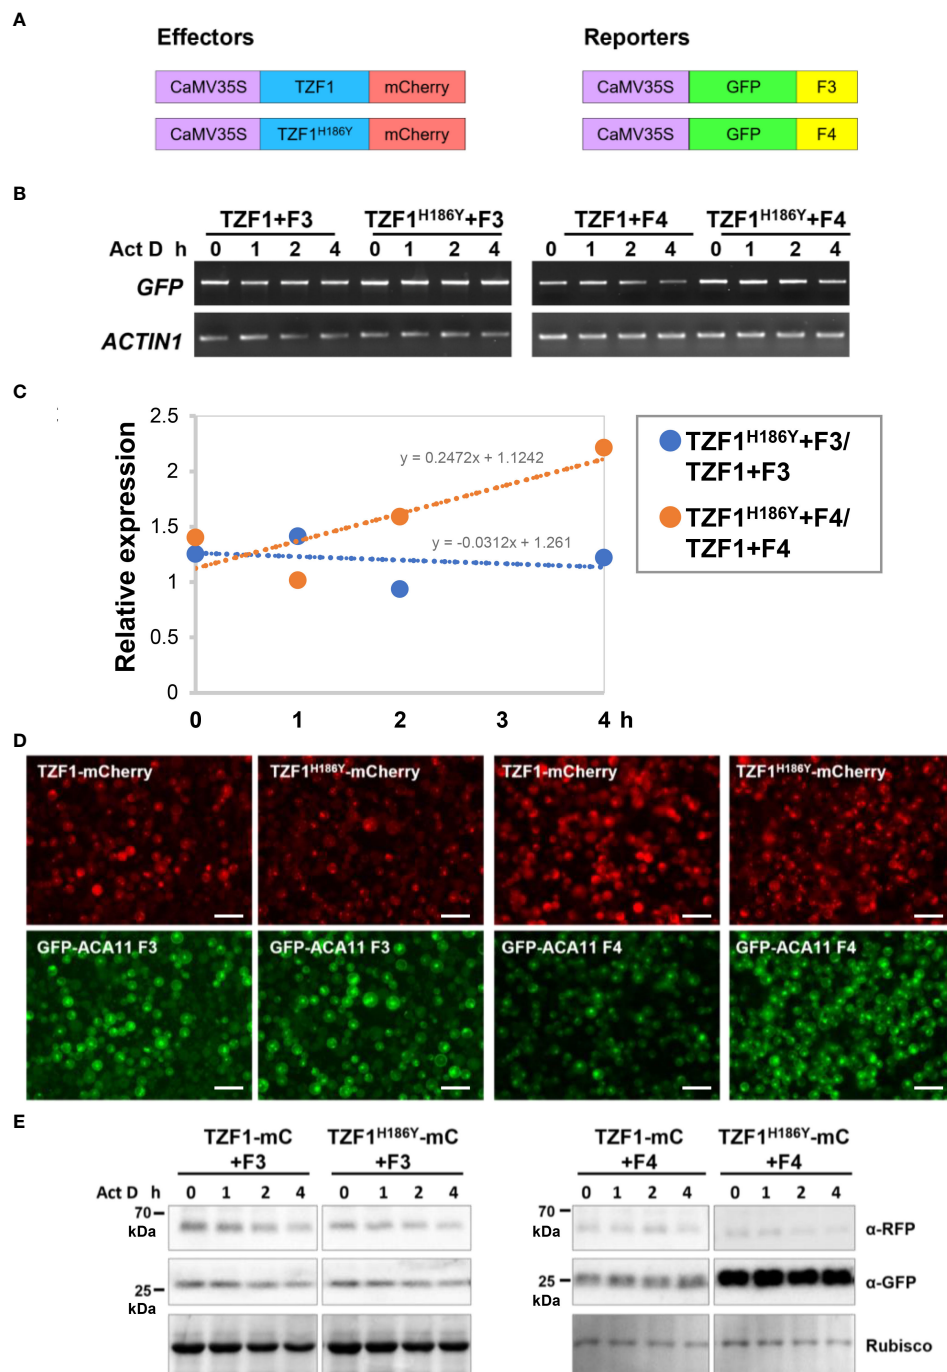 A
Effectors Reporters
CaMV35S TZF1 mCherry CaMV35S GFP F3
CaMV35S TZF1H186Y mCherry CaMV35S GFP F4
B
TZF1+F3 TZF1H186Y+F3 TZF1+F4 TZF1H186Y+F4
Act D h 0 1 2 4 0 1 2 4 0 1 2 4 0 1 2 4
GFP
ACTIN1
C
2.5
2
1.5
1
0.5
0
Relative expression
y = 0.2472x + 1.1242
y = -0.0312x + 1.261
0 1 2 3 4 h
TZF1H186Y+F3/
TZF1+F3
TZF1H186Y+F4/
TZF1+F4
D
TZF1-mCherry TZF1H186Y-mCherry TZF1-mCherry TZF1H186Y-mCherry
GFP-ACA11 F3 GFP-ACA11 F3 GFP-ACA11 F4 GFP-ACA11 F4
E
TZF1-mC TZF1H186Y-mC TZF1-mC TZF1H186Y-mC
+F3 +F3 +F4 +F4
Act D h 0 1 2 4 0 1 2 4 0 1 2 4 0 1 2 4
70 70
kDa kDa α-RFP
25 25 α-GFP
kDa kDa
Rubisco